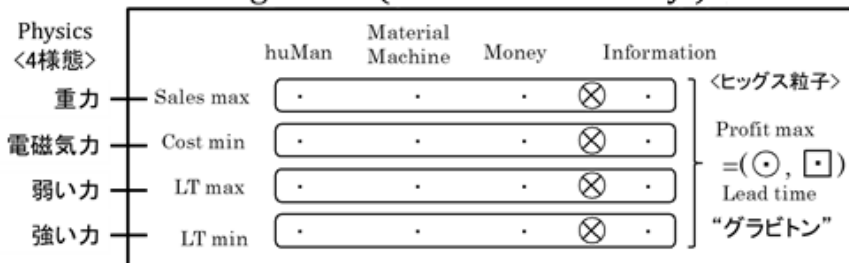 Physics
<4様態>
huMan
Material
Machine
Money
Information
重力
Sales max
<ヒッグス粒子>
電磁気力
Cost min
Profit max
=(⊙, ⊡)
弱い力
LT max
Lead time
強い力
LT min
“グラビトン”